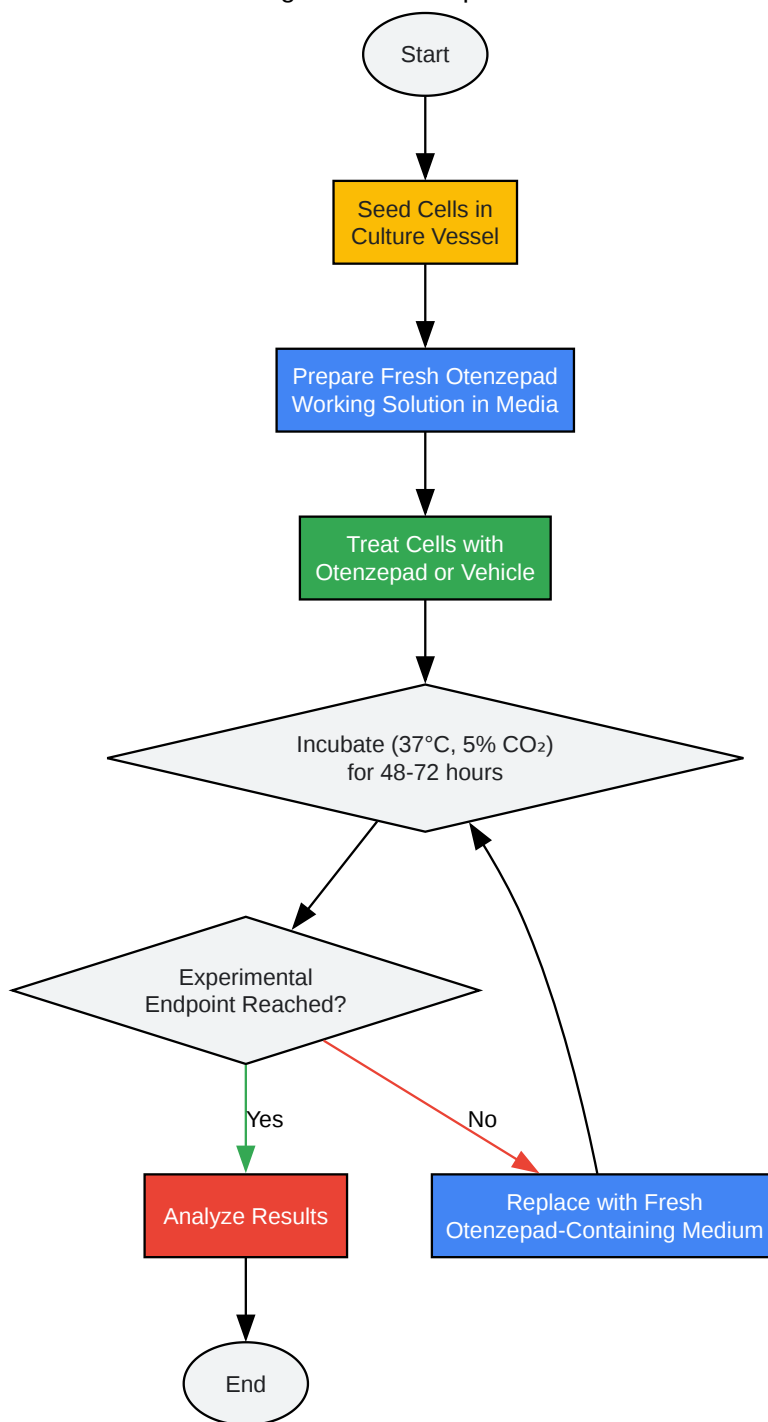 Start
Seed Cells in
Culture Vessel
Prepare Fresh Otenzepad
Working Solution in Media
Treat Cells with
Otenzepad or Vehicle
Incubate (37°C, 5% CO₂)
for 48-72 hours
Experimental
Endpoint Reached?
Yes
No
Analyze Results
Replace with Fresh
Otenzepad-Containing Medium
End